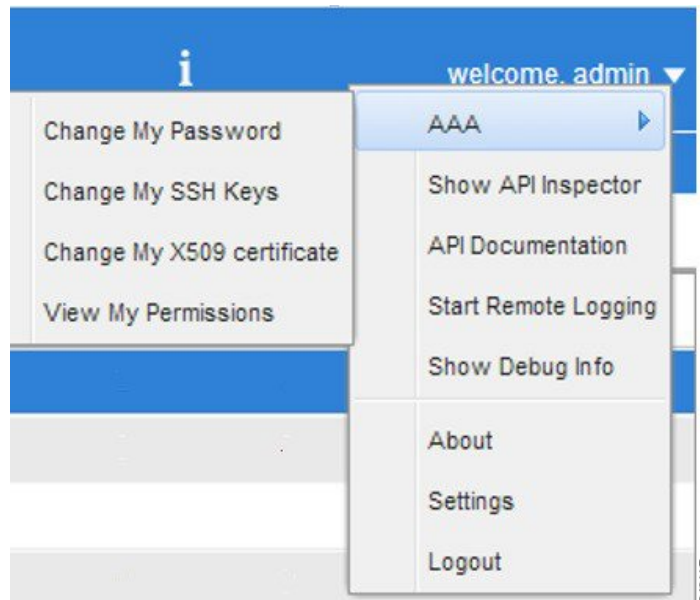 i
welcome, admin
AAA
Show API Inspector
API Documentation
Start Remote Logging
Show Debug Info
About
Settings
Logout
Change My Password
Change My SSH Keys
Change My X509 certificate
View My Permissions